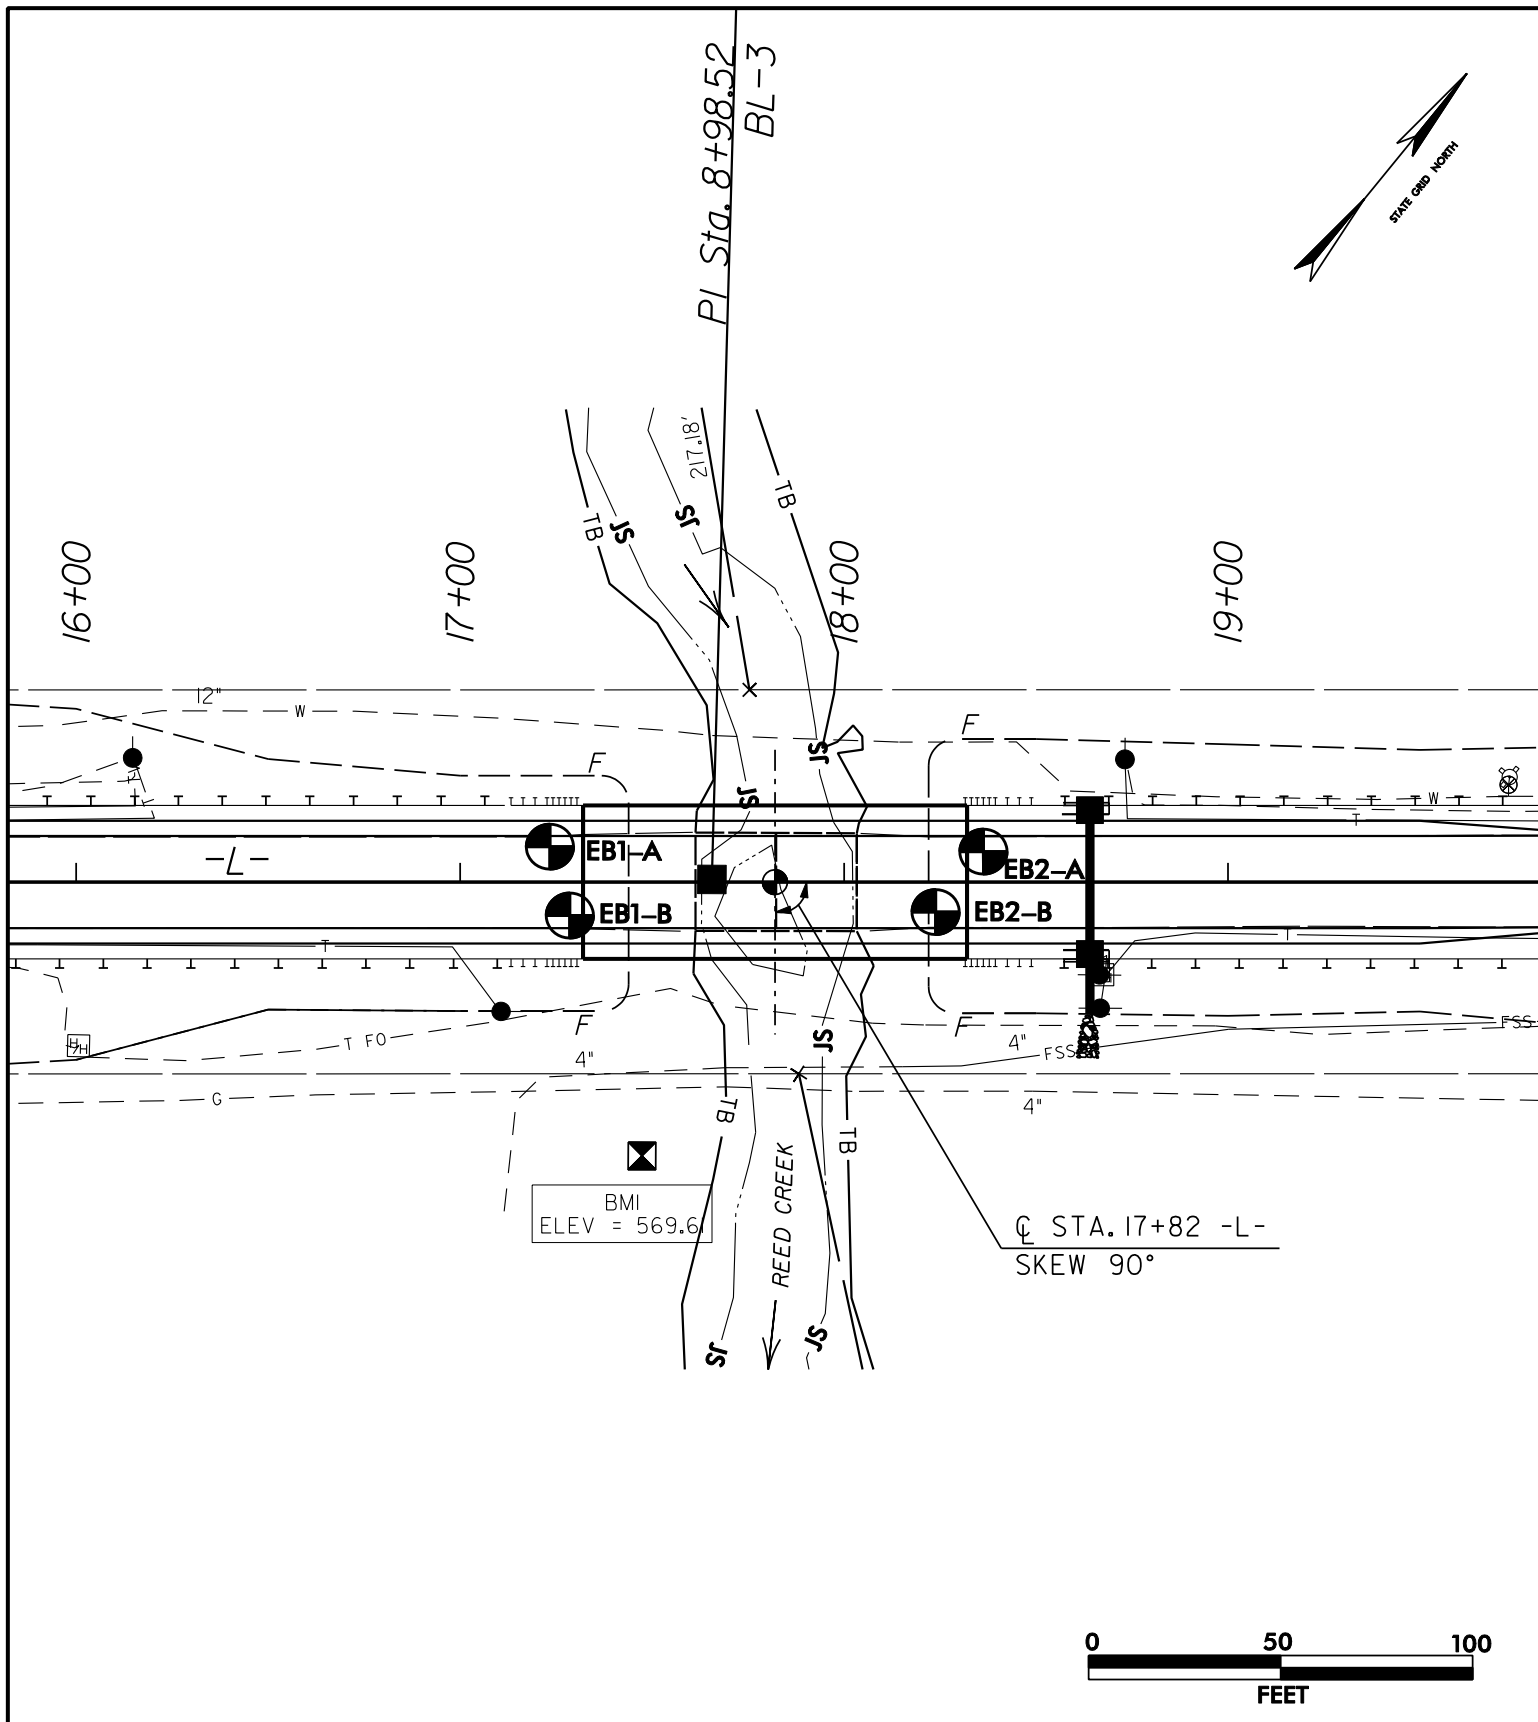 PI Sta. 8+98.52
BL-3
STATE GRID NORTH
217.18'
TB
JS
JS
TB
16+00
17+00
18+00
19+00
12"
W
F
F
JS
JS
W
T
-L-
EB1-A
EB2-A
EB1-B
EB2-B
T
T
F
F
T FO
H/H
4"
4"
FSS
FSS
G
4"
JS
TB
TB
BM1
ELEV = 569.61
REED CREEK
℄ STA. 17+82 -L-
SKEW 90°
JS
JS
0 50 100
FEET